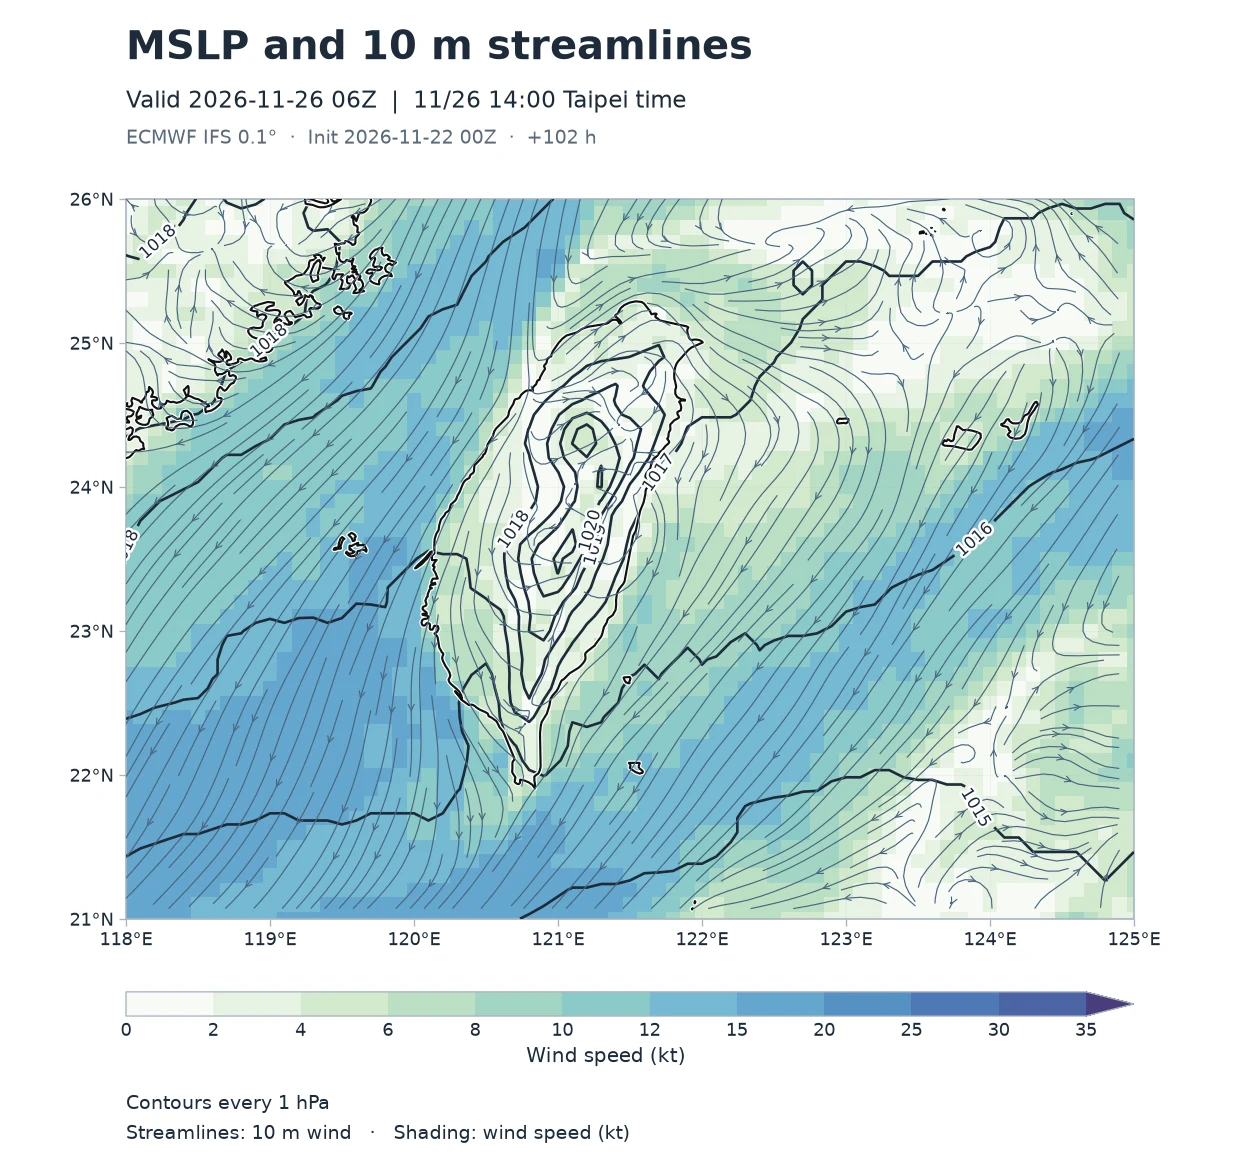 MSLP and 10 m streamlines
Valid 2026-11-26 06Z | 11/26 14:00 Taipei time
ECMWF IFS 0.1° · Init 2026-11-22 00Z · +102 h
26°N
25°N
24°N
23°N
22°N
21°N
1018
1018
18
1018
1020
1019
1017
1016
1015
118°E 119°E 120°E 121°E 122°E 123°E 124°E 125°E
0 2 4 6 8 10 12 15 20 25 30 35
Wind speed (kt)
Contours every 1 hPa
Streamlines: 10 m wind · Shading: wind speed (kt)